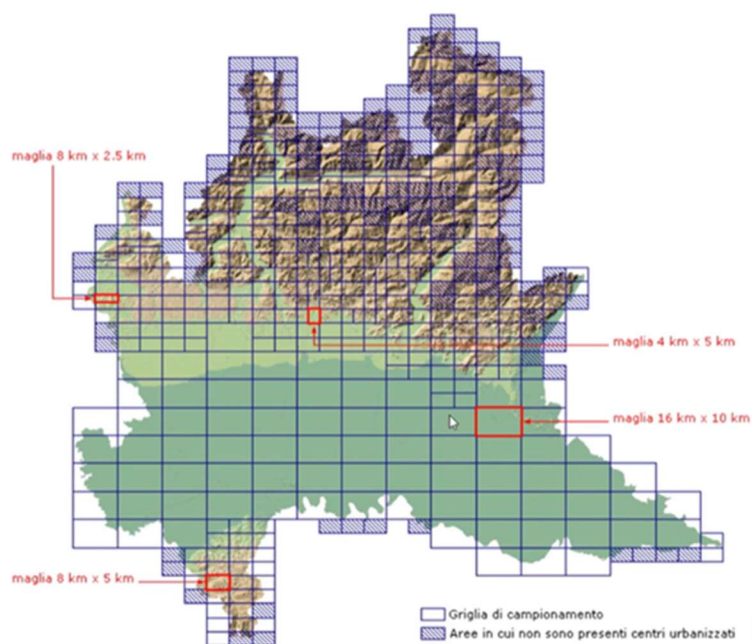 maglia 8 km x 2.5 km
maglia 4 km x 5 km
maglia 16 km x 10 km
maglia 8 km x 5 km
Griglia di campionamento
Aree in cui non sono presenti centri urbanizzati